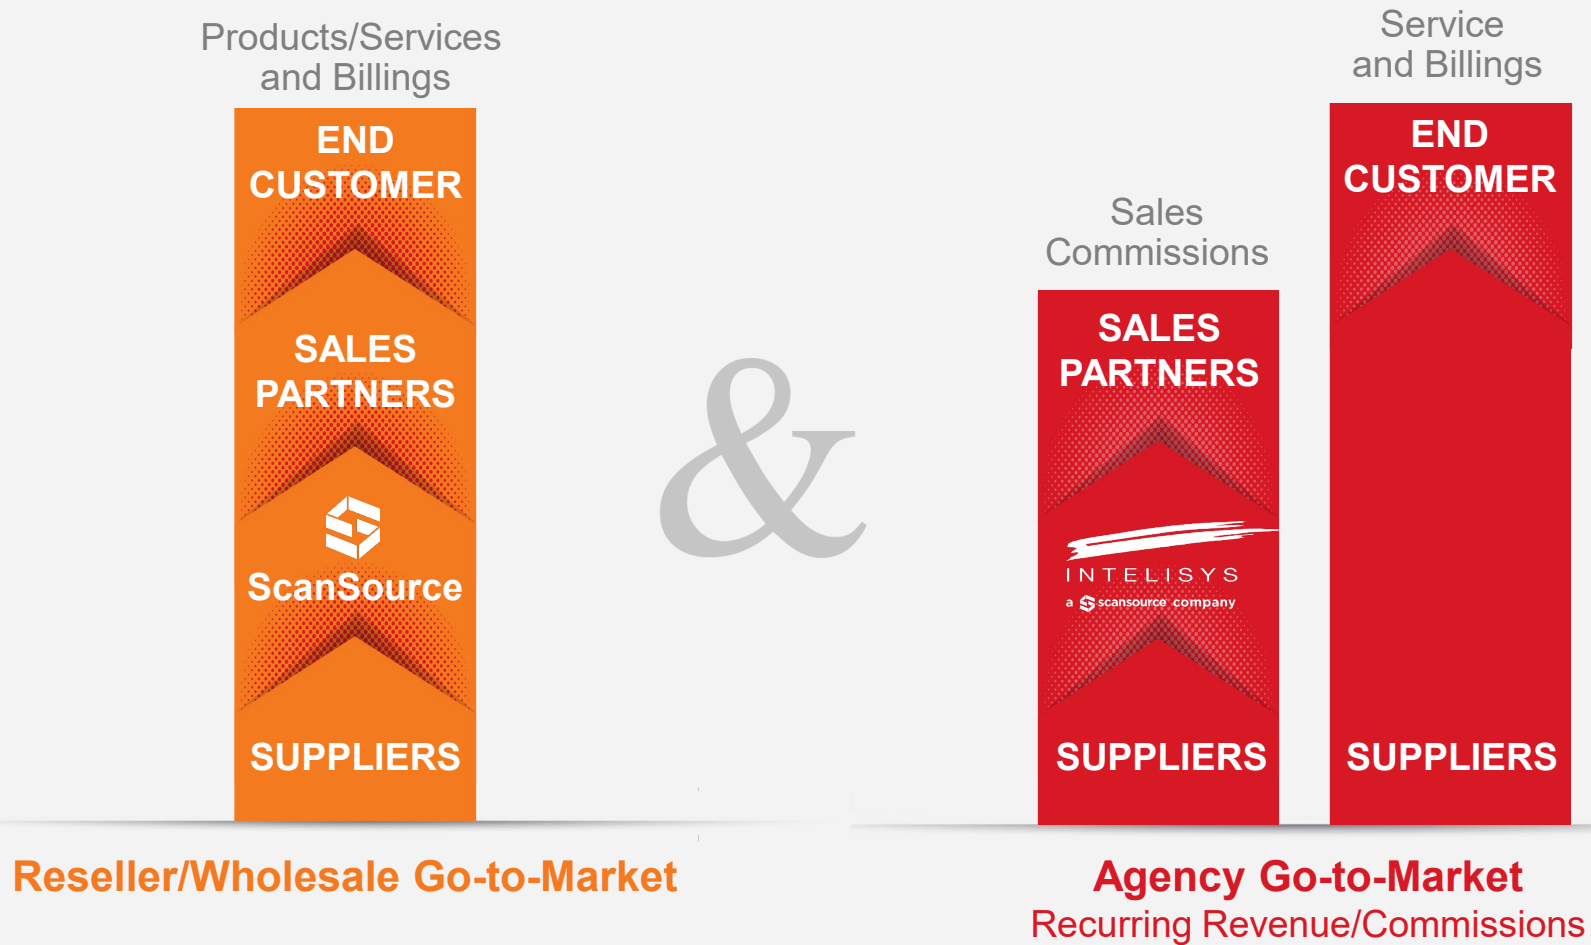 Products/Services
and Billings
END
CUSTOMER
SALES
PARTNERS
ScanSource
SUPPLIERS
Reseller/Wholesale Go-to-Market
&
Sales
Commissions
SALES
PARTNERS
INTELISYS
a scansource company
SUPPLIERS
Service
and Billings
END
CUSTOMER
SUPPLIERS
Agency Go-to-Market
Recurring Revenue/Commissions